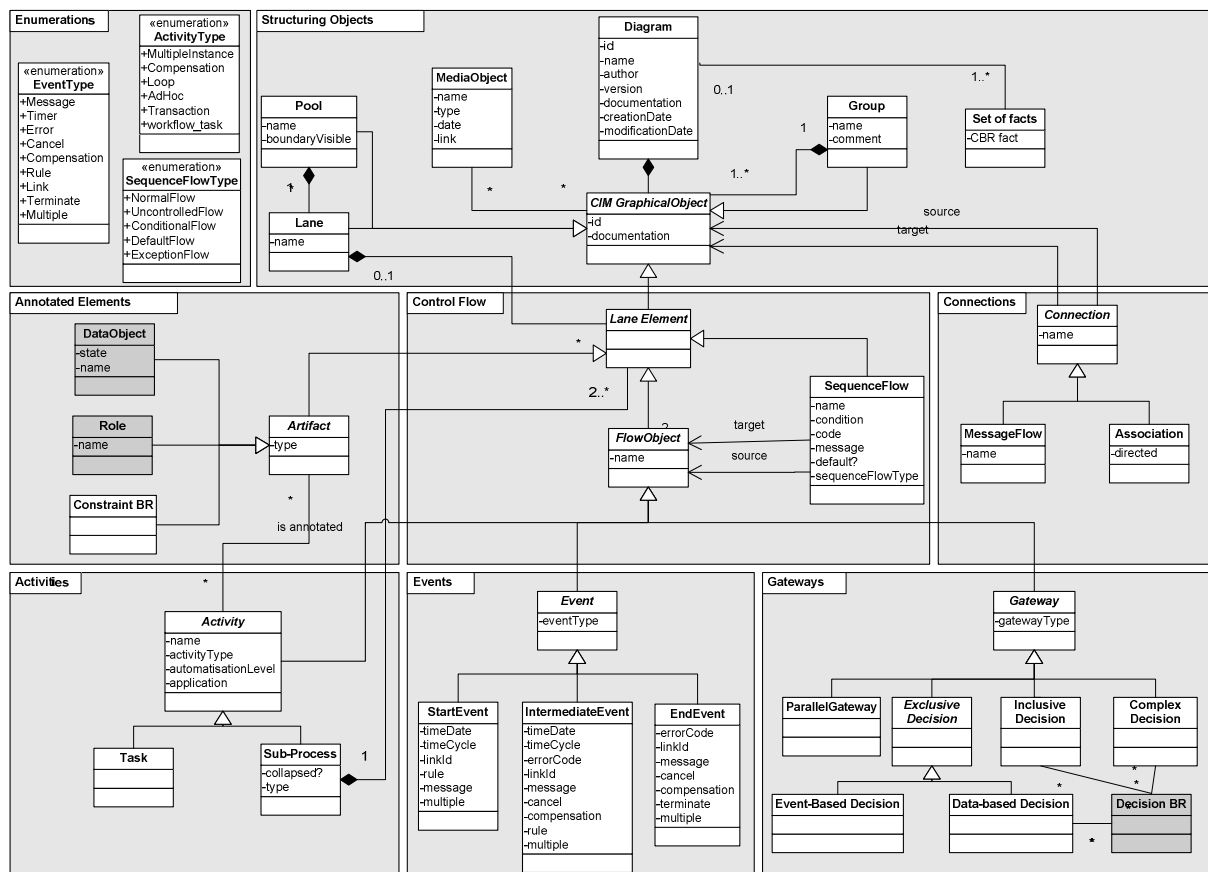 Enumerations
«enumeration»
ActivityType
+MultipleInstance
+Compensation
+Loop
+AdHoc
+Transaction
+workflow_task
«enumeration»
EventType
+Message
+Timer
+Error
+Cancel
+Compensation
+Rule
+Link
+Terminate
+Multiple
«enumeration»
SequenceFlowType
+NormalFlow
+UncontrolledFlow
+ConditionalFlow
+DefaultFlow
+ExceptionFlow
Structuring Objects
Diagram
-id
-name
-author
-version
-documentation
-creationDate
-modificationDate
0..1
1..*
MediaObject
-name
-type
-date
-link
Pool
-name
-boundaryVisible
Group
-name
-comment
1
1..*
Set of facts
-CBR fact
*
*
1
*
Lane
-name
0..1
CIM GraphicalObject
-id
-documentation
source
target
Annotated Elements
DataObject
-state
-name
Role
-name
Artifact
-type
Constraint BR
*
is annotated
*
Control Flow
Lane Element
*
2..*
2
FlowObject
-name
target
source
SequenceFlow
-name
-condition
-code
-message
-default?
-sequenceFlowType
Connections
Connection
-name
MessageFlow
-name
Association
-directed
Activities
Activity
-name
-activityType
-automatisationLevel
-application
Task
Sub-Process
-collapsed?
-type
1
Events
Event
-eventType
StartEvent
-timeDate
-timeCycle
-linkId
-rule
-message
-multiple
IntermediateEvent
-timeDate
-timeCycle
-errorCode
-linkId
-message
-cancel
-compensation
-rule
-multiple
EndEvent
-errorCode
-linkId
-message
-cancel
-compensation
-terminate
-multiple
Gateways
Gateway
-gatewayType
ParallelGateway
Exclusive
Decision
Inclusive
Decision
Complex
Decision
*
*
*
Event-Based Decision
Data-based Decision
Decision BR
*
*